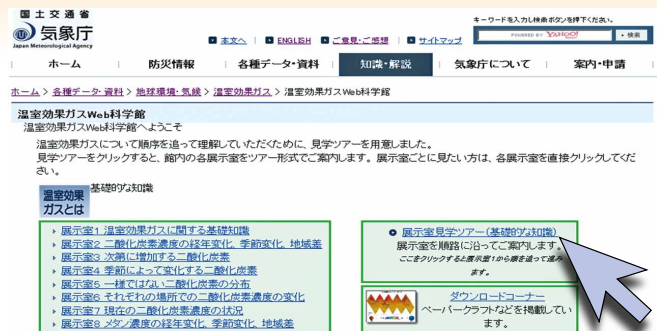 国土交通省
気象庁
Japan Meteorological Agency
本文へ | ENGLISH ご意見・ご感想 | サイトマップ
キーワードを入力し検索ボタンを押下ください。
POWERED BY YAHOO! 検索
ホーム | 防災情報 | 各種データ・資料 | 知識・解説 | 気象庁について | 案内・申請
ホーム > 各種データ・資料 > 地球環境・気候 > 温室効果ガス > 温室効果ガスWeb科学館
温室効果ガスWeb科学館
温室効果ガスWeb科学館へようこそ
温室効果ガスについて順序を追って理解していただくために、見学ツアーを用意しました。
見学ツアーをクリックすると、館内の各展示室をツアー形式でご案内します。展示室ごとに見たい方は、各展示室を直接クリックしてくだ
さい。
温室効果
ガスとは
基礎的な知識
展示室1 温室効果ガスに関する基礎知識
展示室2 二酸化炭素濃度の経年変化、季節変化、地域差
展示室3 次第に増加する二酸化炭素
展示室4 季節によって変化する二酸化炭素
展示室5 一様ではない二酸化炭素の分布
展示室6 それぞれの場所での二酸化炭素濃度の変化
展示室7 現在の二酸化炭素濃度の状況
展示室8 メタン濃度の経年変化、季節変化、地域差
展示室見学ツアー(基礎的な知識)
展示室を順路に沿ってご案内します。
ここをクリックすると展示室1から順を追って進み
ます。
ダウンロードコーナー
ペーパークラフトなどを掲載してい
ます。